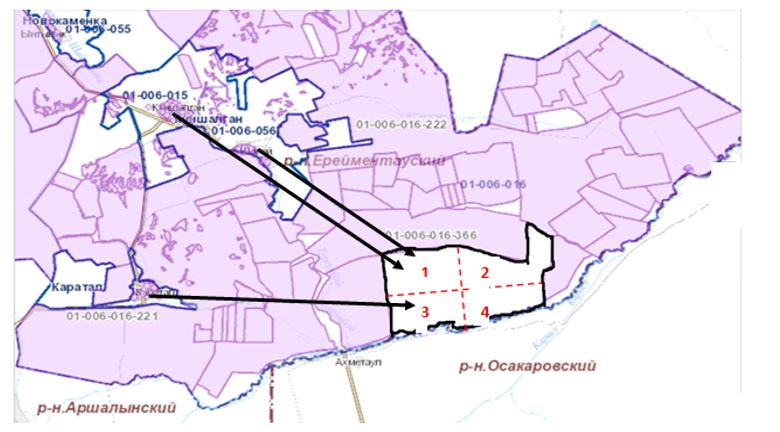 Новокаменка
01-006-055
01-006-015
01-006-056
01-006-016-222
р-н.Ерейментауский
01-006-016
01-006-016-366
1
2
Каратал
3
4
01-006-016-221
Ахметаул
р-н.Осакаровский
р-н.Аршалынский